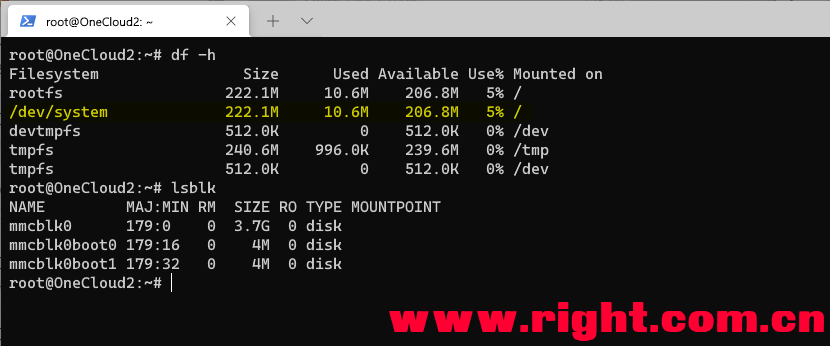 root@OneCloud2: ~
root@OneCloud2:~# df -h
Filesystem Size Used Available Use% Mounted on
rootfs 222.1M 10.6M 206.8M 5% /
/dev/system 222.1M 10.6M 206.8M 5% /
devtmpfs 512.0K 0 512.0K 0% /dev
tmpfs 240.6M 996.0K 239.6M 0% /tmp
tmpfs 512.0K 0 512.0K 0% /dev
root@OneCloud2:~# lsblk
NAME MAJ:MIN RM SIZE RO TYPE MOUNTPOINT
mmcblk0 179:0 0 3.7G 0 disk
mmcblk0boot0 179:16 0 4M 0 disk
mmcblk0boot1 179:32 0 4M 0 disk
root@OneCloud2:~#
www.right.com.cn